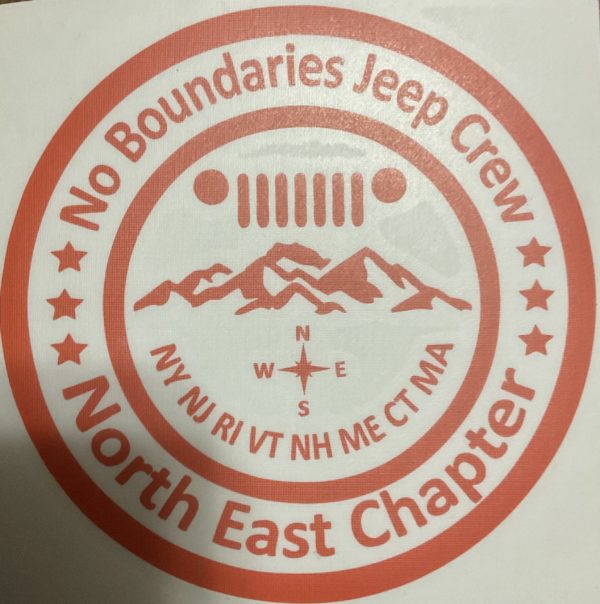 No Boundaries Jeep Crew
N
W E
S
NY NJ RI VT NH ME CT MA
North East Chapter